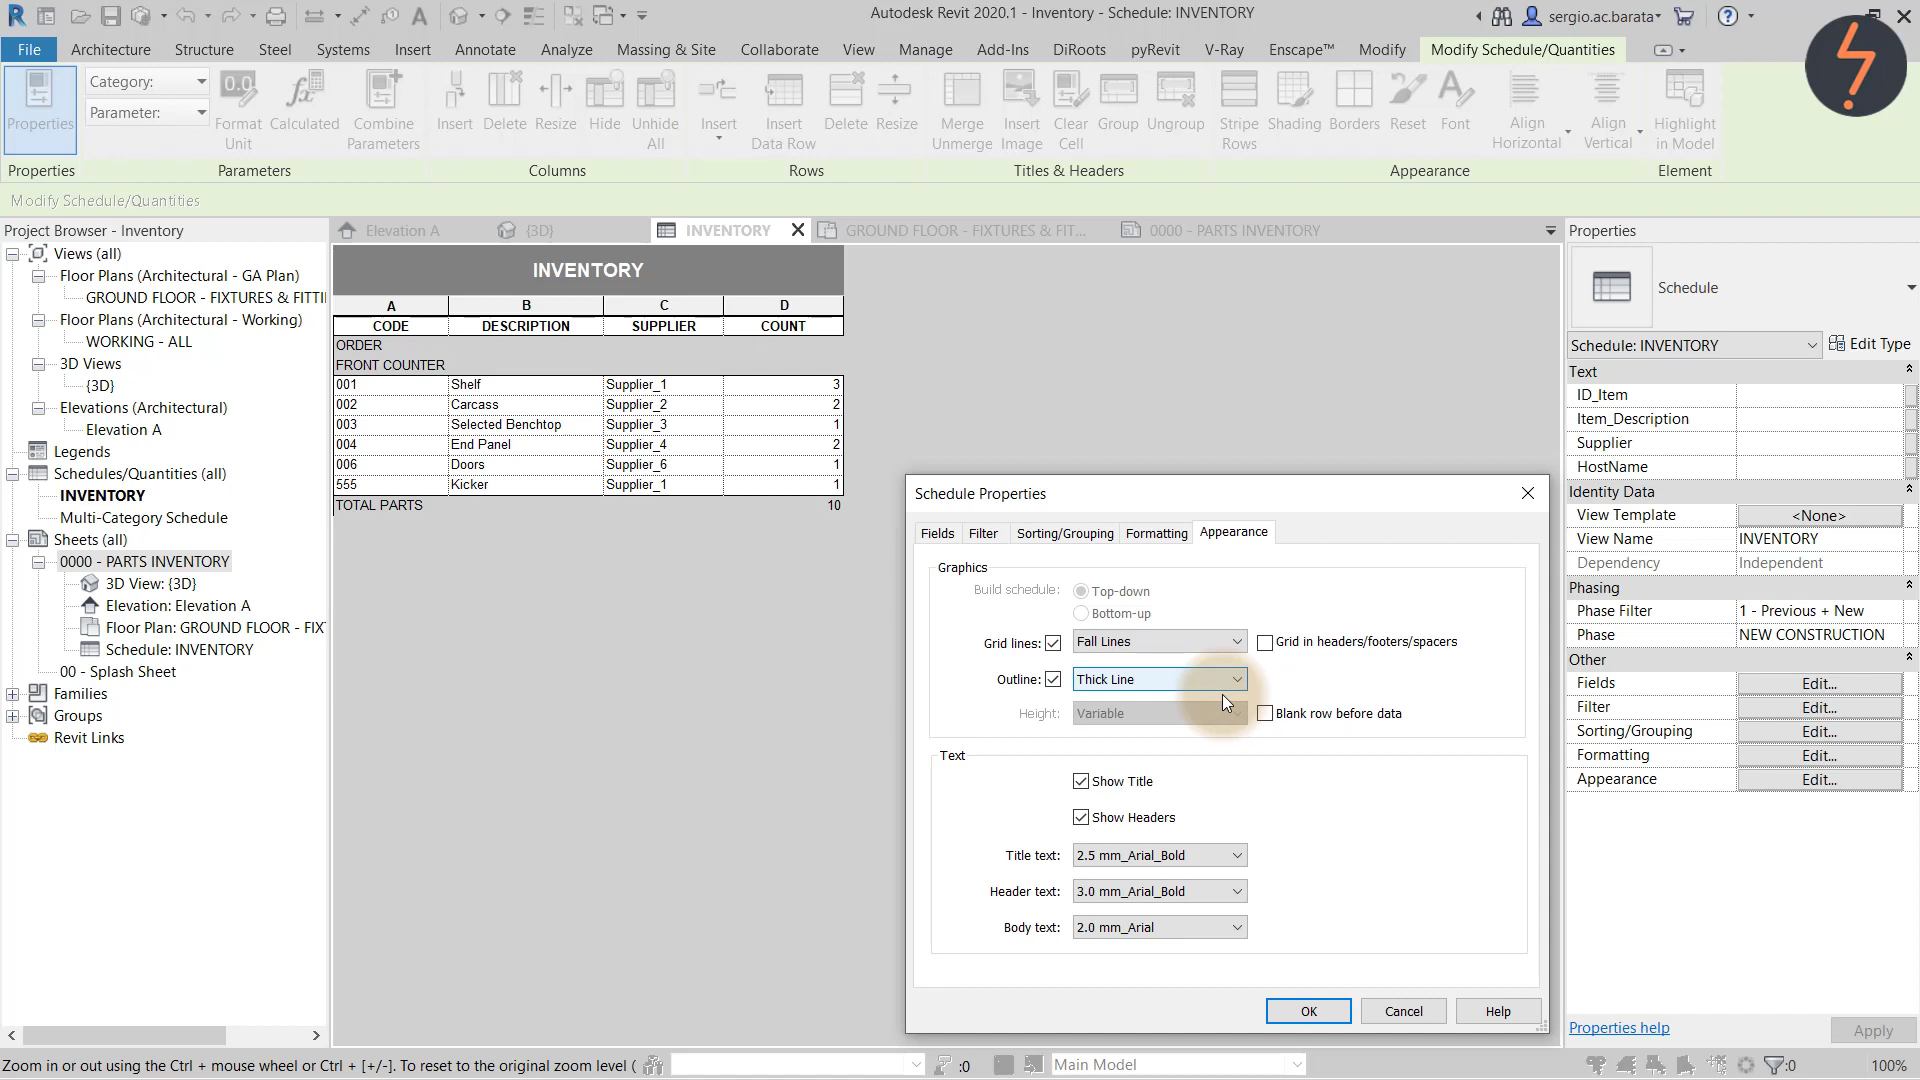 Autodesk Revit 2020.1 - Inventory - Schedule: INVENTORY
sergio.ac.barata
File Architecture Structure Steel Systems Insert Annotate Analyze Massing & Site Collaborate View Manage Add-Ins DiRoots pyRevit V-Ray Enscape™ Modify Modify Schedule/Quantities
Properties
Category:
Parameter:
Format Unit
Calculated
Combine Parameters
Insert
Delete
Resize
Hide
Unhide All
Insert
Insert Data Row
Delete
Resize
Merge Unmerge
Insert Image
Clear Cell
Group
Ungroup
Stripe Rows
Shading
Borders
Reset
Font
Align Horizontal
Align Vertical
Highlight in Model
Properties Parameters Columns Rows Titles & Headers Appearance Element
Modify Schedule/Quantities
Project Browser - Inventory
Views (all)
Floor Plans (Architectural - GA Plan)
GROUND FLOOR - FIXTURES & FITTI
Floor Plans (Architectural - Working)
WORKING - ALL
3D Views
{3D}
Elevations (Architectural)
Elevation A
Legends
Schedules/Quantities (all)
INVENTORY
Multi-Category Schedule
Sheets (all)
0000 - PARTS INVENTORY
3D View: {3D}
Elevation: Elevation A
Floor Plan: GROUND FLOOR - FIX
Schedule: INVENTORY
00 - Splash Sheet
Families
Groups
Revit Links
Elevation A {3D} INVENTORY GROUND FLOOR - FIXTURES & FIT... 0000 - PARTS INVENTORY
INVENTORY
A B C D
CODE DESCRIPTION SUPPLIER COUNT
ORDER
FRONT COUNTER
001 Shelf Supplier_1 3
002 Carcass Supplier_2 2
003 Selected Benchtop Supplier_3 1
004 End Panel Supplier_4 2
006 Doors Supplier_6 1
555 Kicker Supplier_1 1
TOTAL PARTS 10
Schedule Properties
Fields Filter Sorting/Grouping Formatting Appearance
Graphics
Build schedule: Top-down
Bottom-up
Grid lines: Fall Lines Grid in headers/footers/spacers
Outline: Thick Line
Height: Variable Blank row before data
Text
Show Title
Show Headers
Title text: 2.5 mm_Arial_Bold
Header text: 3.0 mm_Arial_Bold
Body text: 2.0 mm_Arial
OK Cancel Help
Properties
Schedule
Schedule: INVENTORY Edit Type
Text
ID_Item
Item_Description
Supplier
HostName
Identity Data
View Template <None>
View Name INVENTORY
Dependency Independent
Phasing
Phase Filter 1 - Previous + New
Phase NEW CONSTRUCTION
Other
Fields Edit...
Filter Edit...
Sorting/Grouping Edit...
Formatting Edit...
Appearance Edit...
Properties help Apply
Zoom in or out using the Ctrl + mouse wheel or Ctrl + [+/-]. To reset to the original zoom level ( :0 Main Model :0 100%